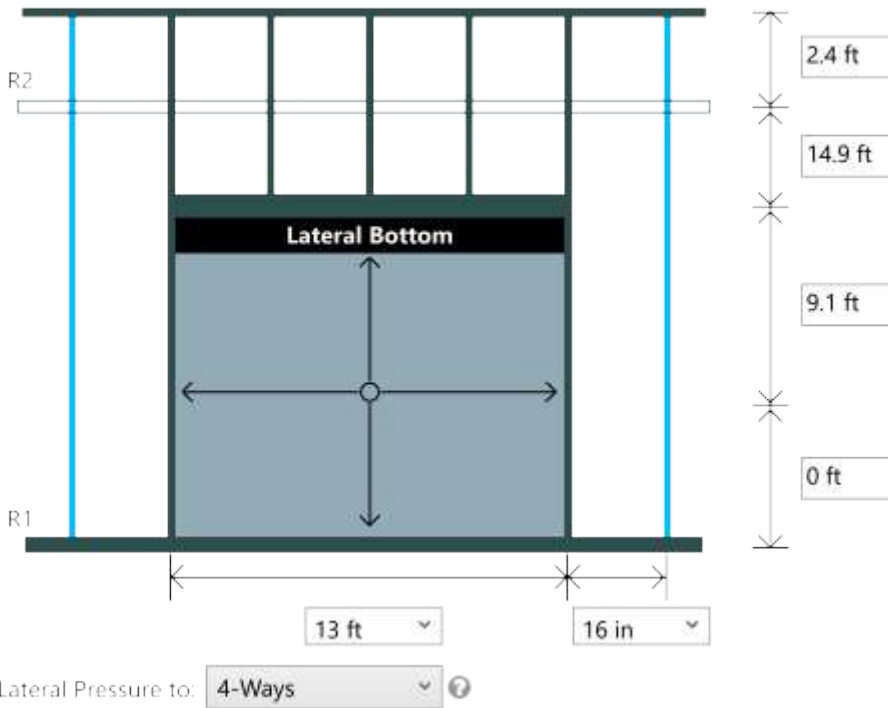 2.4 ft
R2
14.9 ft
Lateral Bottom
9.1 ft
0 ft
R1
13 ft
16 in
Lateral Pressure to: 4-Ways ?